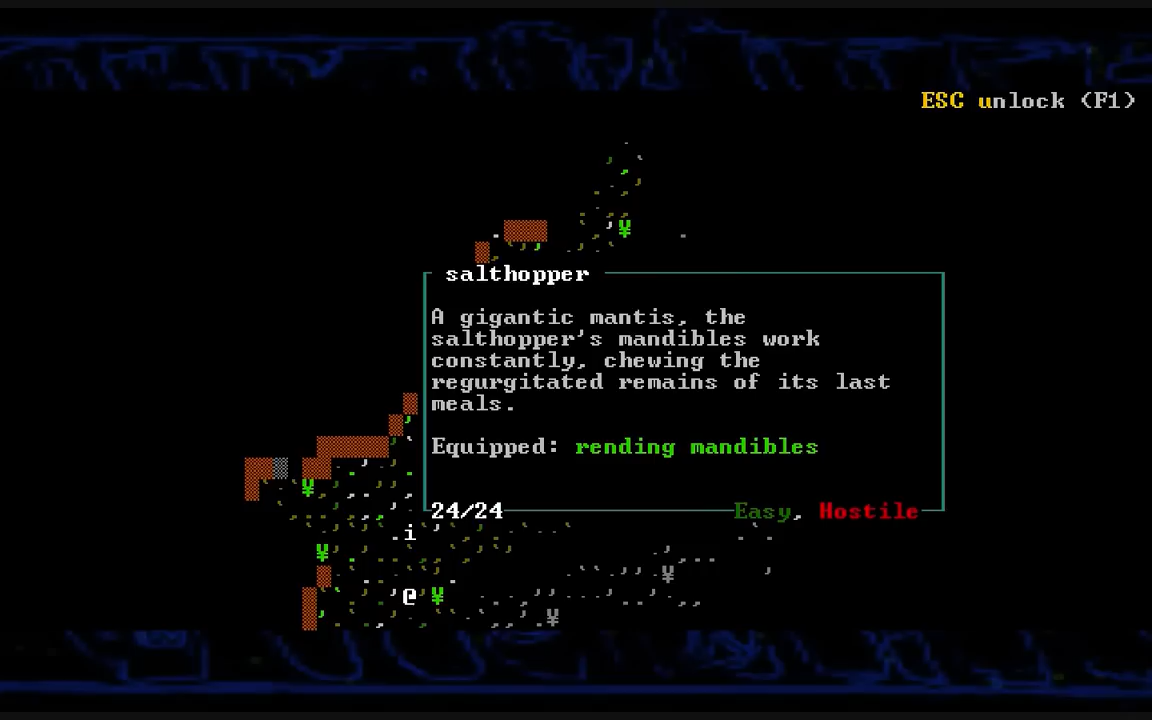 ESC unlock (F1)
salthopper
A gigantic mantis, the
salthopper's mandibles work
constantly, chewing the
regurgitated remains of its last
meals.
Equipped: rending mandibles
24/24 Easy, Hostile